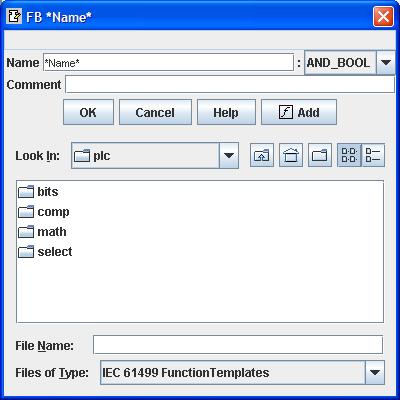 FB *Name*
Name *Name* : AND_BOOL
Comment
OK Cancel Help f Add
Look In: plc
bits
comp
math
select
File Name:
Files of Type: IEC 61499 FunctionTemplates